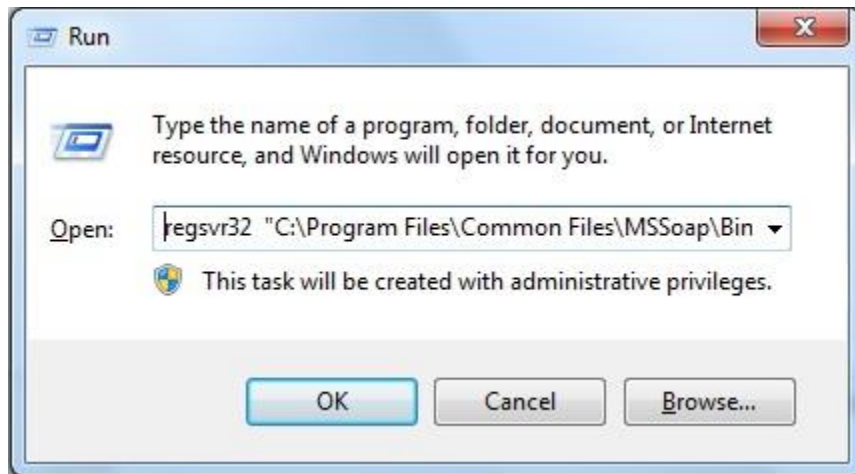 Run
Type the name of a program, folder, document, or Internet
resource, and Windows will open it for you.
Open: regsvr32 "C:\Program Files\Common Files\MSSoap\Bin
This task will be created with administrative privileges.
OK Cancel Browse...